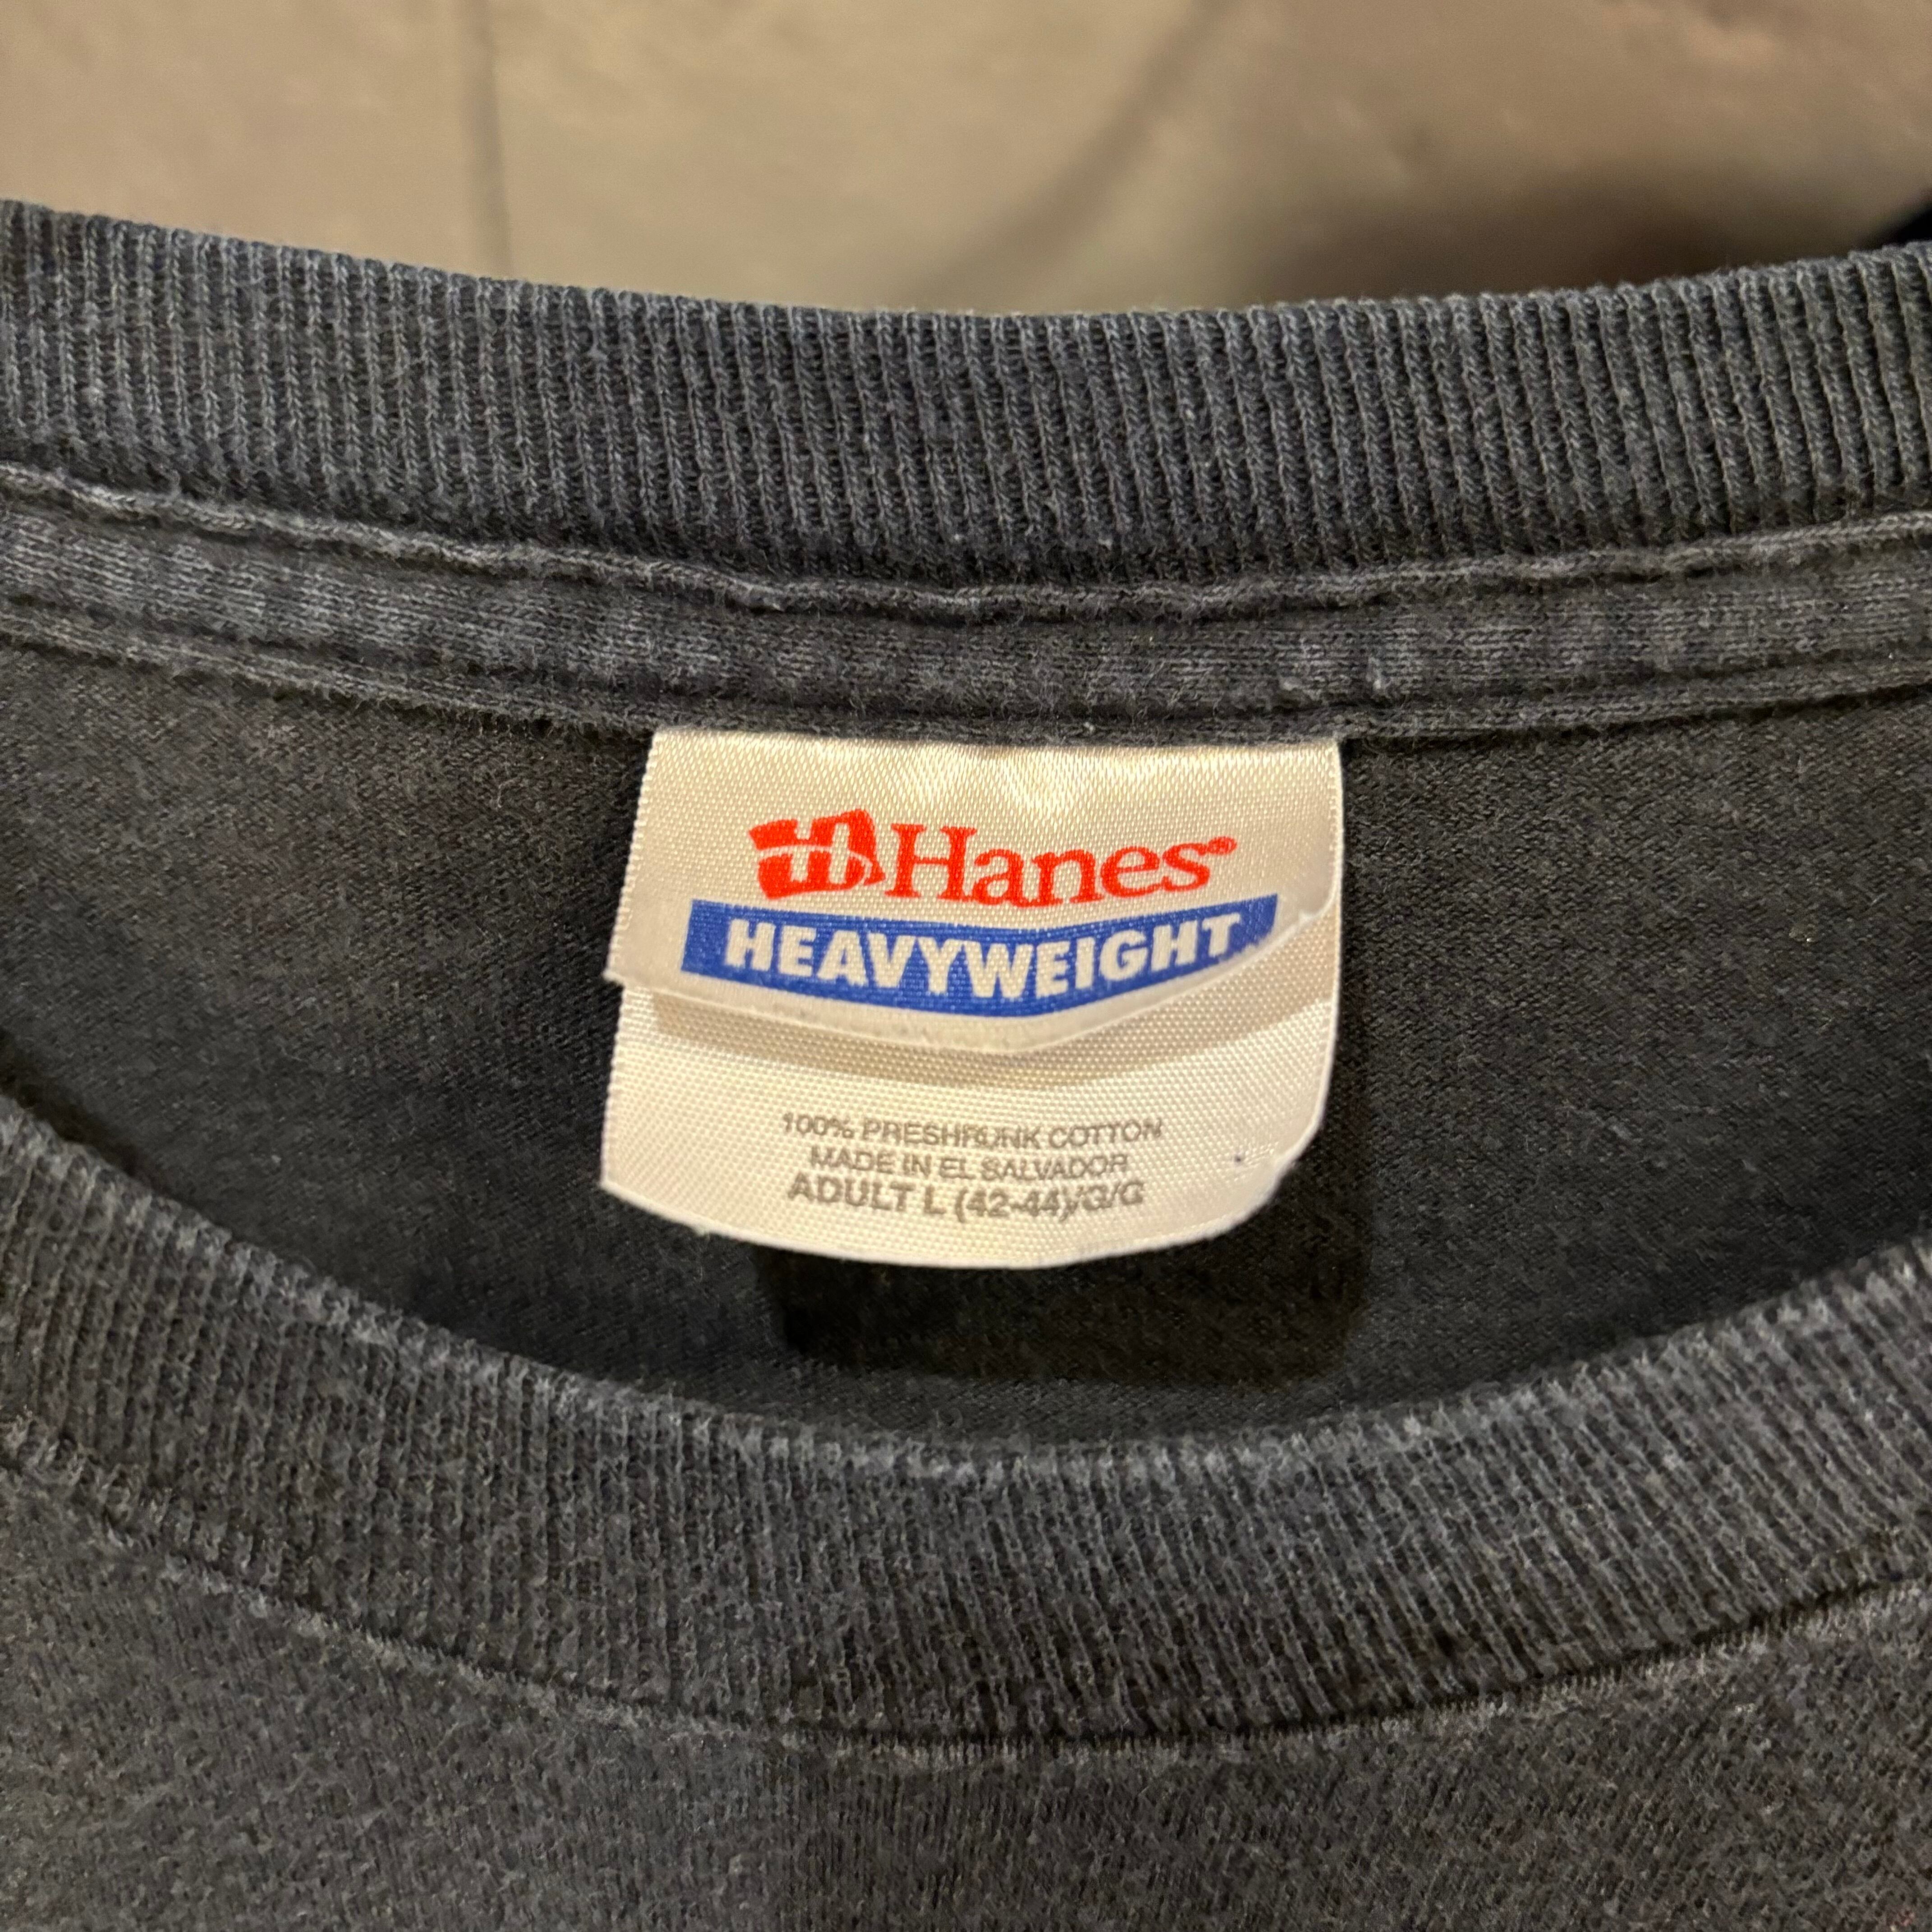 Hanes®
HEAVYWEIGHT
100% PRESHRUNK COTTON
MADE IN EL SALVADOR
ADULT L (42-44)/G/G